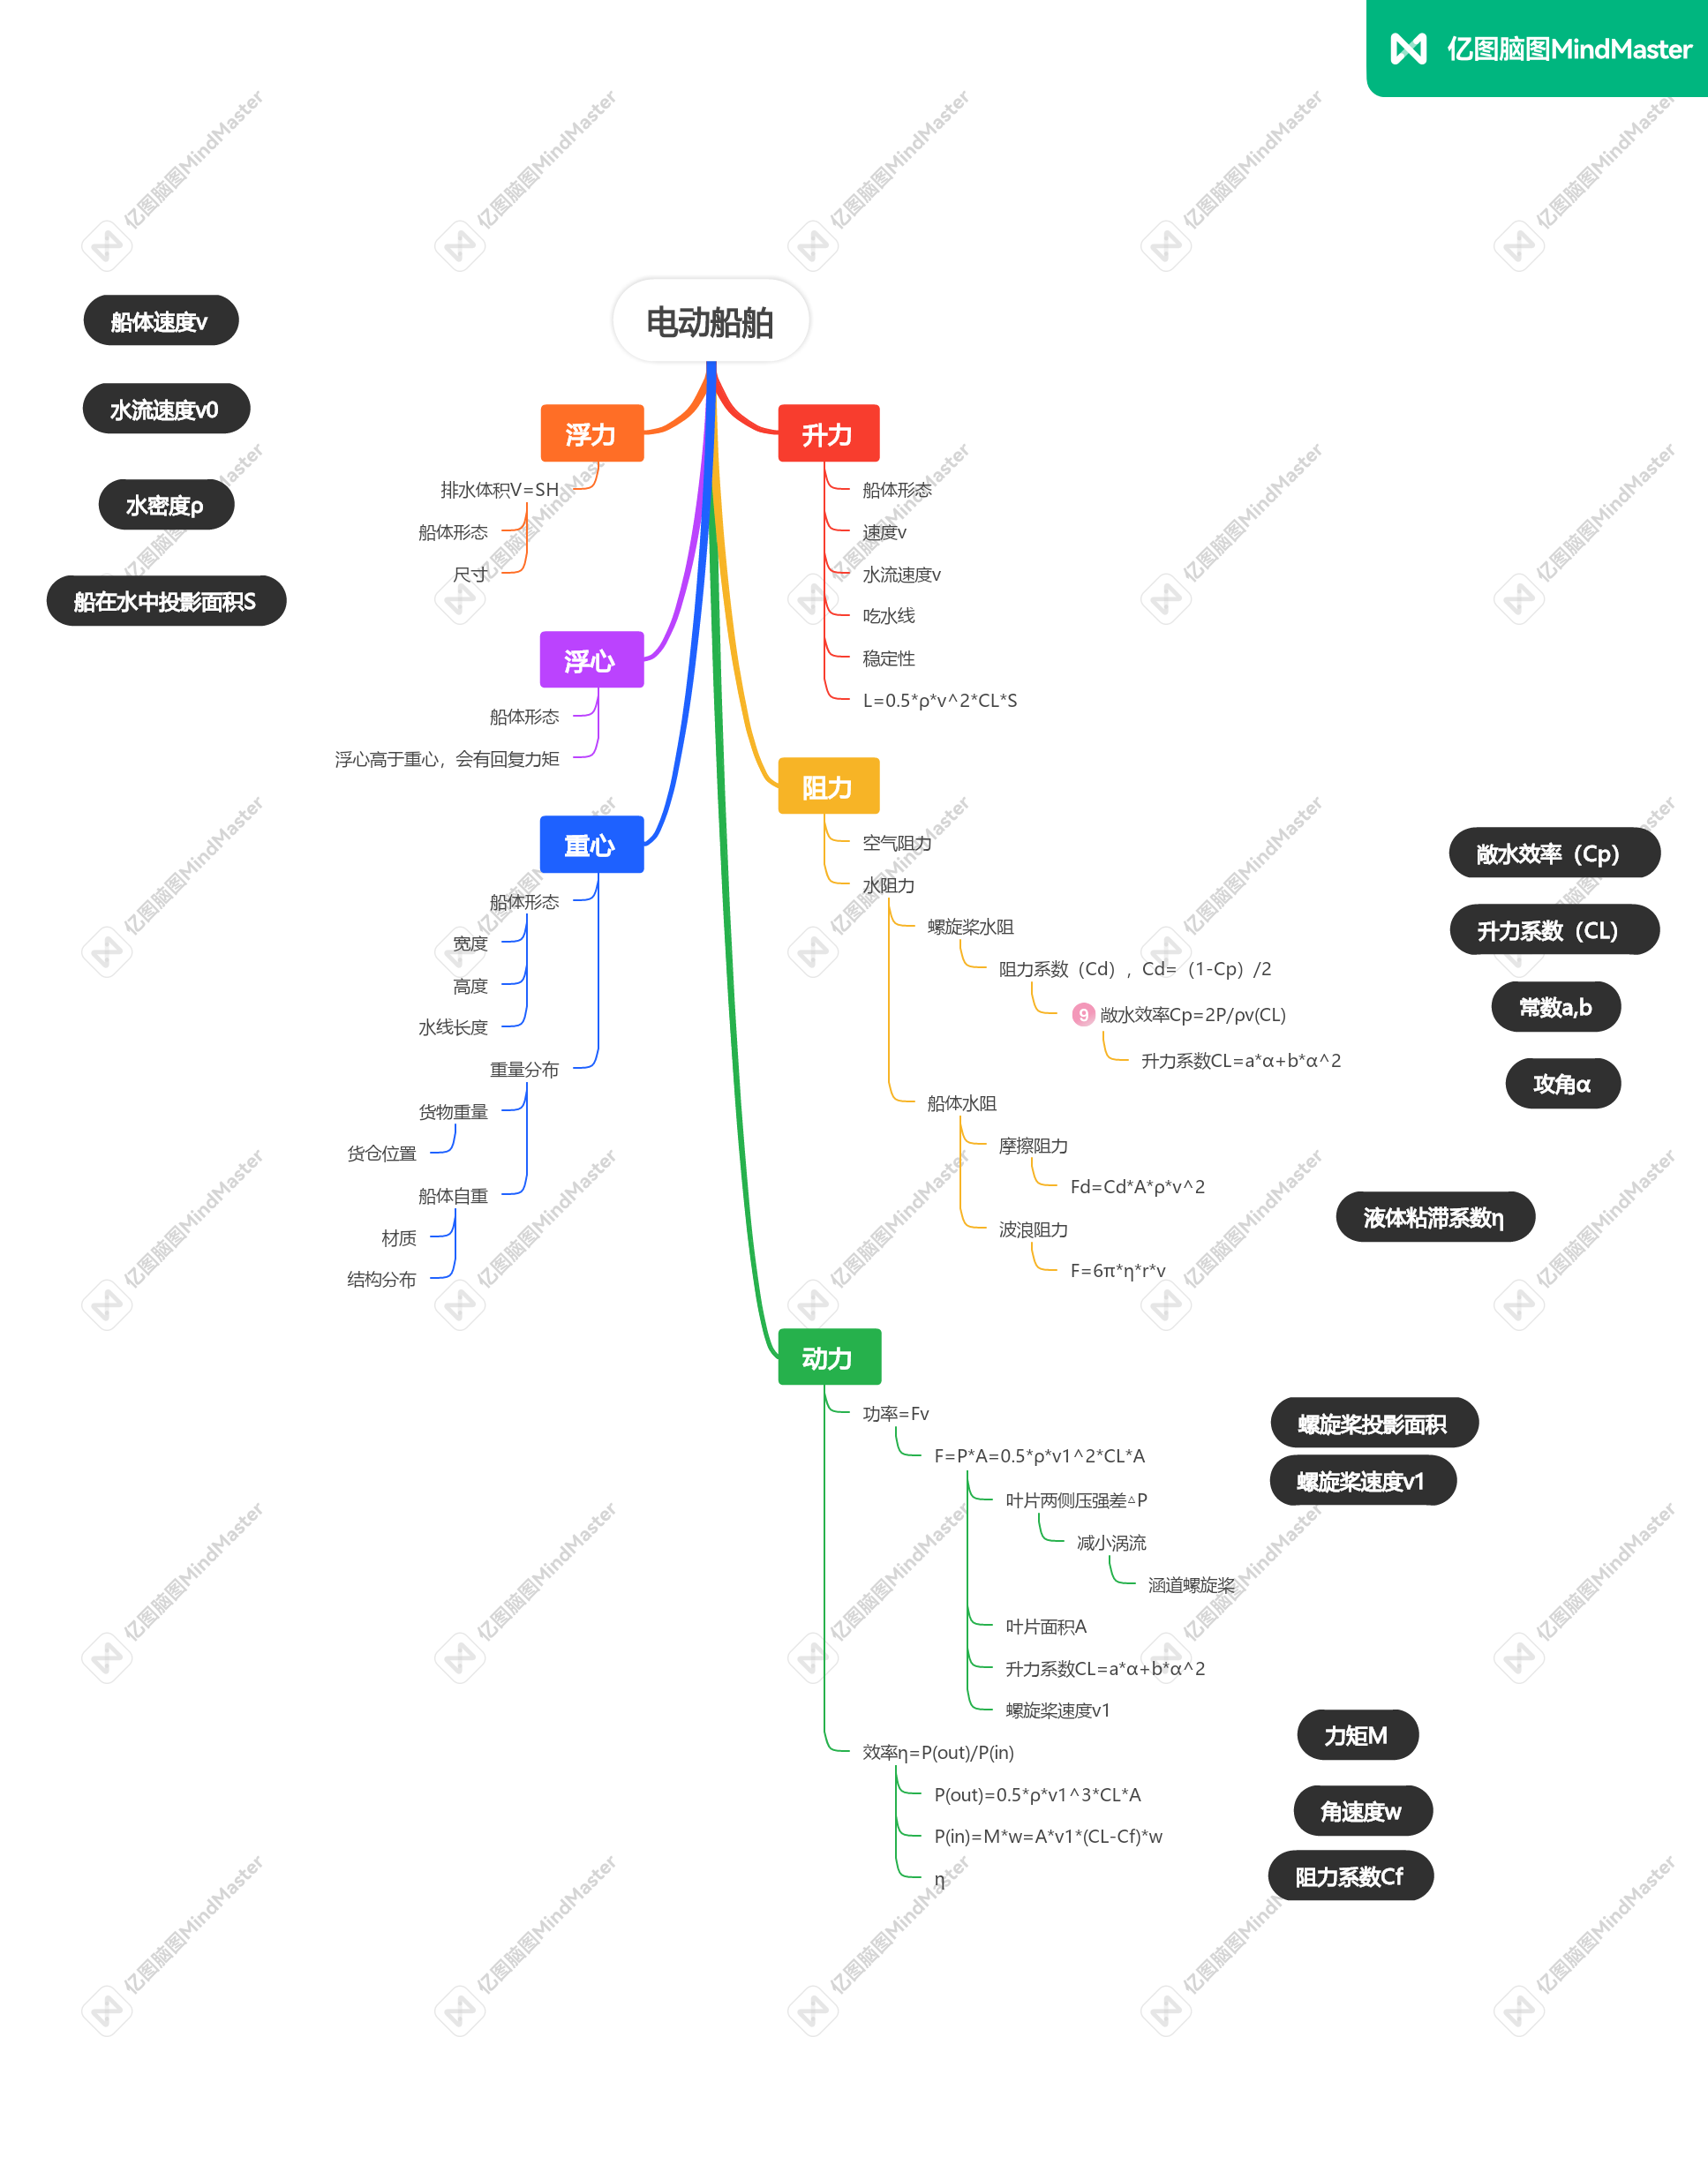 亿图脑图MindMaster
电动船舶
船体速度v
水流速度v0
水密度ρ
船在水中投影面积S
浮力
排水体积V=SH
船体形态
尺寸
浮心
船体形态
浮心高于重心，会有回复力矩
重心
船体形态
宽度
高度
水线长度
重量分布
货物重量
货仓位置
船体自重
材质
结构分布
升力
船体形态
速度v
水流速度v
吃水线
稳定性
L=0.5*ρ*v^2*CL*S
阻力
空气阻力
水阻力
螺旋桨水阻
阻力系数（Cd），Cd=（1-Cp）/2
9 敞水效率Cp=2P/ρv(CL)
升力系数CL=a*α+b*α^2
船体水阻
摩擦阻力
Fd=Cd*A*ρ*v^2
波浪阻力
F=6π*η*r*v
敞水效率（Cp）
升力系数（CL）
常数a,b
攻角α
液体粘滞系数η
动力
功率=Fv
F=P*A=0.5*ρ*v1^2*CL*A
叶片两侧压强差△P
减小涡流
涵道螺旋桨
叶片面积A
升力系数CL=a*α+b*α^2
螺旋桨速度v1
效率η=P(out)/P(in)
P(out)=0.5*ρ*v1^3*CL*A
P(in)=M*w=A*v1*(CL-Cf)*w
η
螺旋桨投影面积
螺旋桨速度v1
力矩M
角速度w
阻力系数Cf